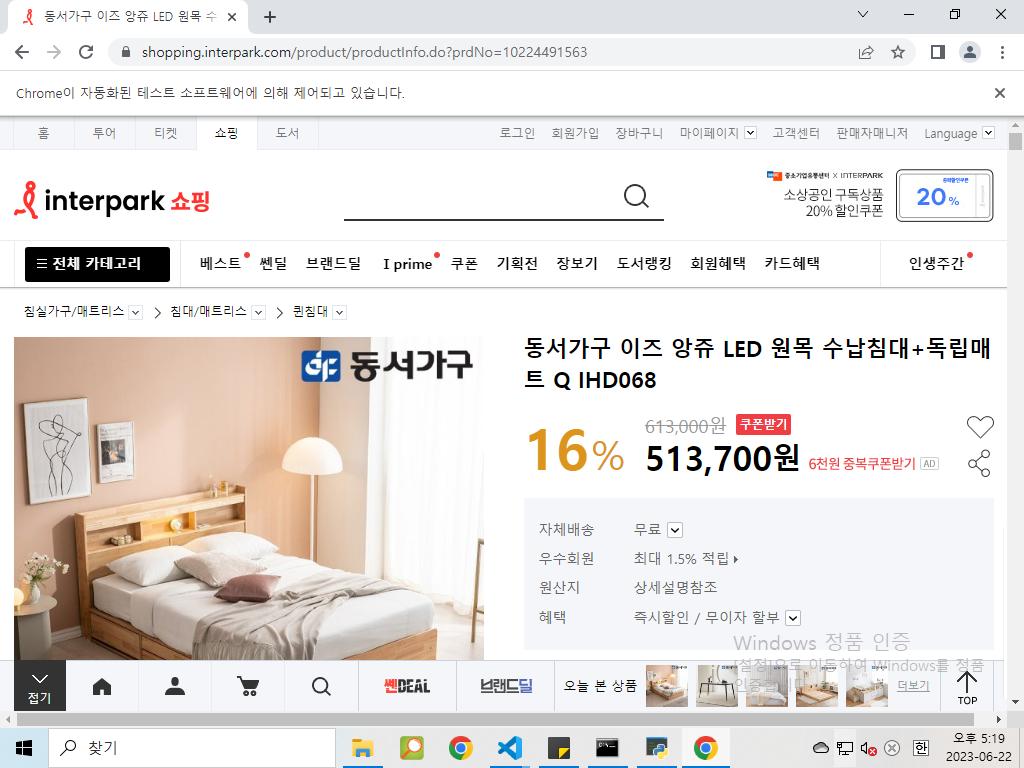 동서가구 이즈 앙쥬 LED 원목 수
shopping.interpark.com/product/productInfo.do?prdNo=10224491563
Chrome이 자동화된 테스트 소프트웨어에 의해 제어되고 있습니다.
홈 투어 티켓 쇼핑 도서 로그인 회원가입 장바구니 마이페이지 고객센터 판매자매니저 Language
중소기업유통센터 X INTERPARK
소상공인 구독상품
20% 할인쿠폰
중복할인쿠폰
20%
interpark 쇼핑
전체 카테고리 베스트 쎈딜 브랜드딜 I prime 쿠폰 기획전 장보기 도서랭킹 회원혜택 카드혜택 인생주간
침실가구/매트리스 침대/매트리스 퀸침대
동서가구
동서가구 이즈 앙쥬 LED 원목 수납침대+독립매
트 Q IHD068
613,000원 쿠폰받기
16% 513,700원 6천원 중복쿠폰받기 AD
자체배송 무료
우수회원 최대 1.5% 적립
원산지 상세설명참조
혜택 즉시할인 / 무이자 할부
Windows 정품 인증
[설정]으로 이동하여 Windows를 정품
인증합니다.
접기 쎈DEAL 브랜드딜 오늘 본 상품 더보기 TOP
찾기
한
오후 5:19
2023-06-22